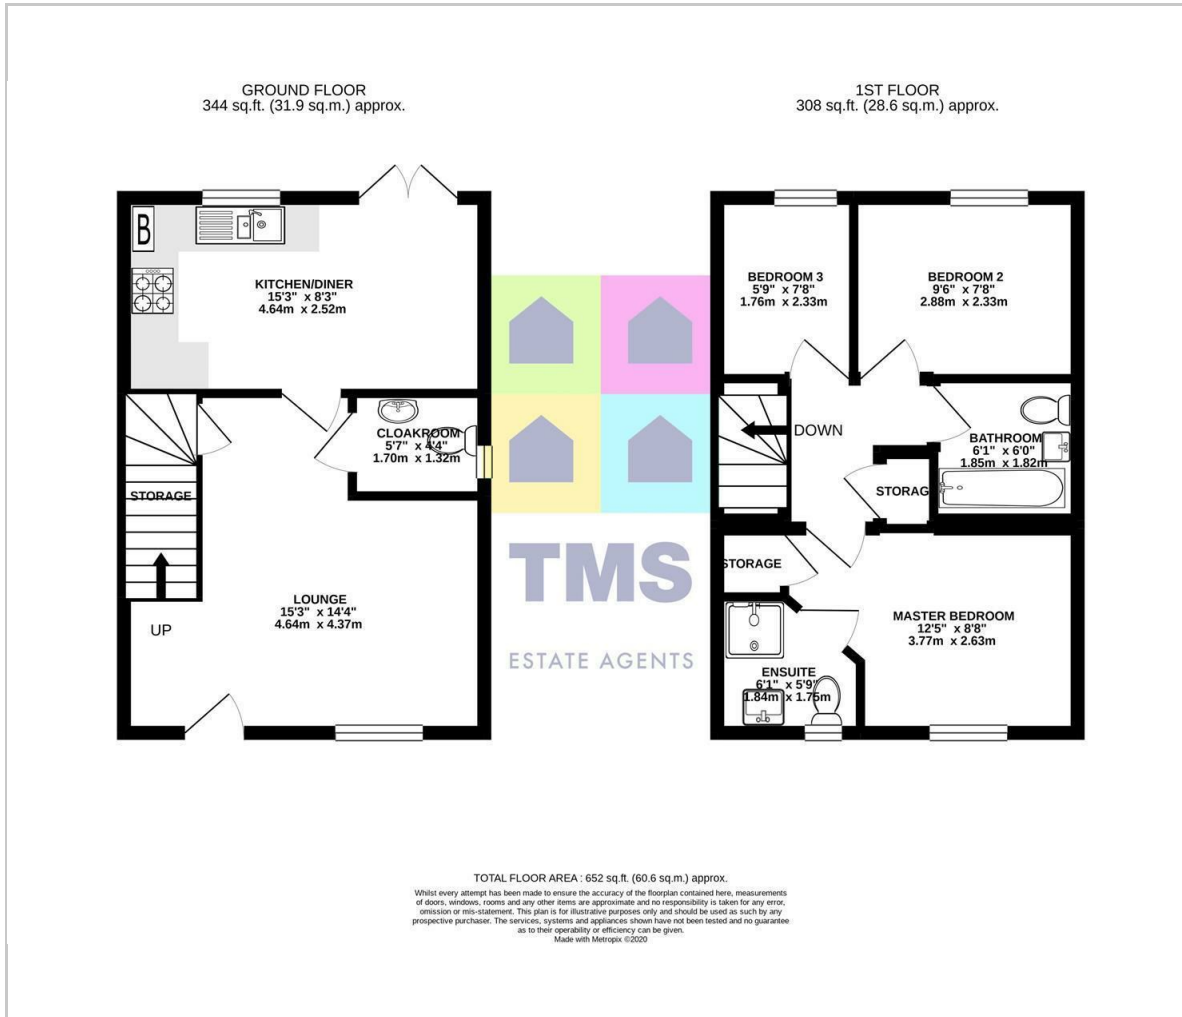 GROUND FLOOR
344 sq.ft. (31.9 sq.m.) approx.
B
KITCHEN/DINER
15'3" x 8'3"
4.64m x 2.52m
CLOAKROOM
5'7" x 4'4"
1.70m x 1.32m
STORAGE
LOUNGE
15'3" x 14'4"
4.64m x 4.37m
UP
TMS
ESTATE AGENTS
1ST FLOOR
308 sq.ft. (28.6 sq.m.) approx.
BEDROOM 3
5'9" x 7'8"
1.76m x 2.33m
BEDROOM 2
9'6" x 7'8"
2.88m x 2.33m
DOWN
BATHROOM
6'1" x 6'0"
1.85m x 1.82m
STORAG
STORAGE
MASTER BEDROOM
12'5" x 8'8"
3.77m x 2.63m
ENSUITE
6'1" x 5'9"
1.84m x 1.75m
TOTAL FLOOR AREA : 652 sq.ft. (60.6 sq.m.) approx.
Whilst every attempt has been made to ensure the accuracy of the floorplan contained here, measurements
of doors, windows, rooms and any other items are approximate and no responsibility is taken for any error,
omission or mis-statement. This plan is for illustrative purposes only and should be used as such by any
prospective purchaser. The services, systems and appliances shown have not been tested and no guarantee
as to their operability or efficiency can be given.
Made with Metropix ©2020